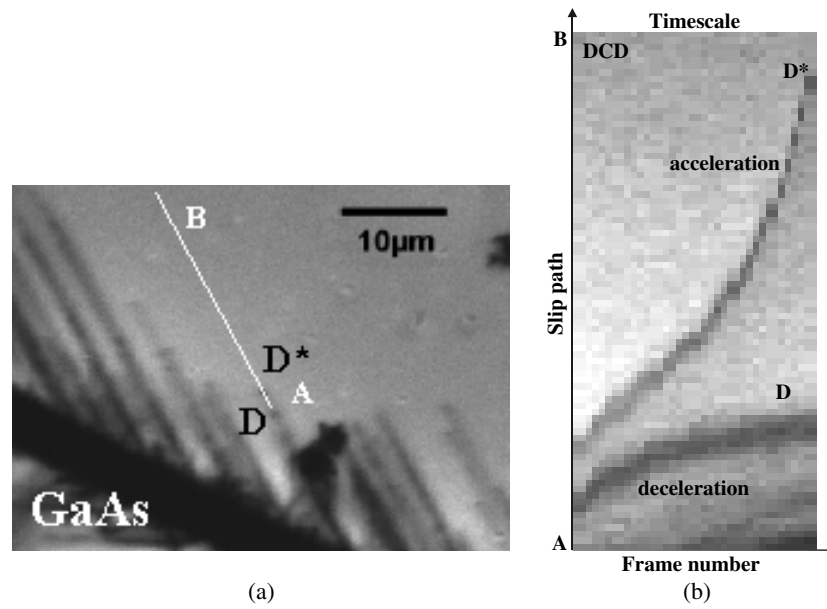 B
10μm
D*
A
D
GaAs
(a)
Timescale
B
DCD
D*
acceleration
Slip path
D
deceleration
A
Frame number
(b)